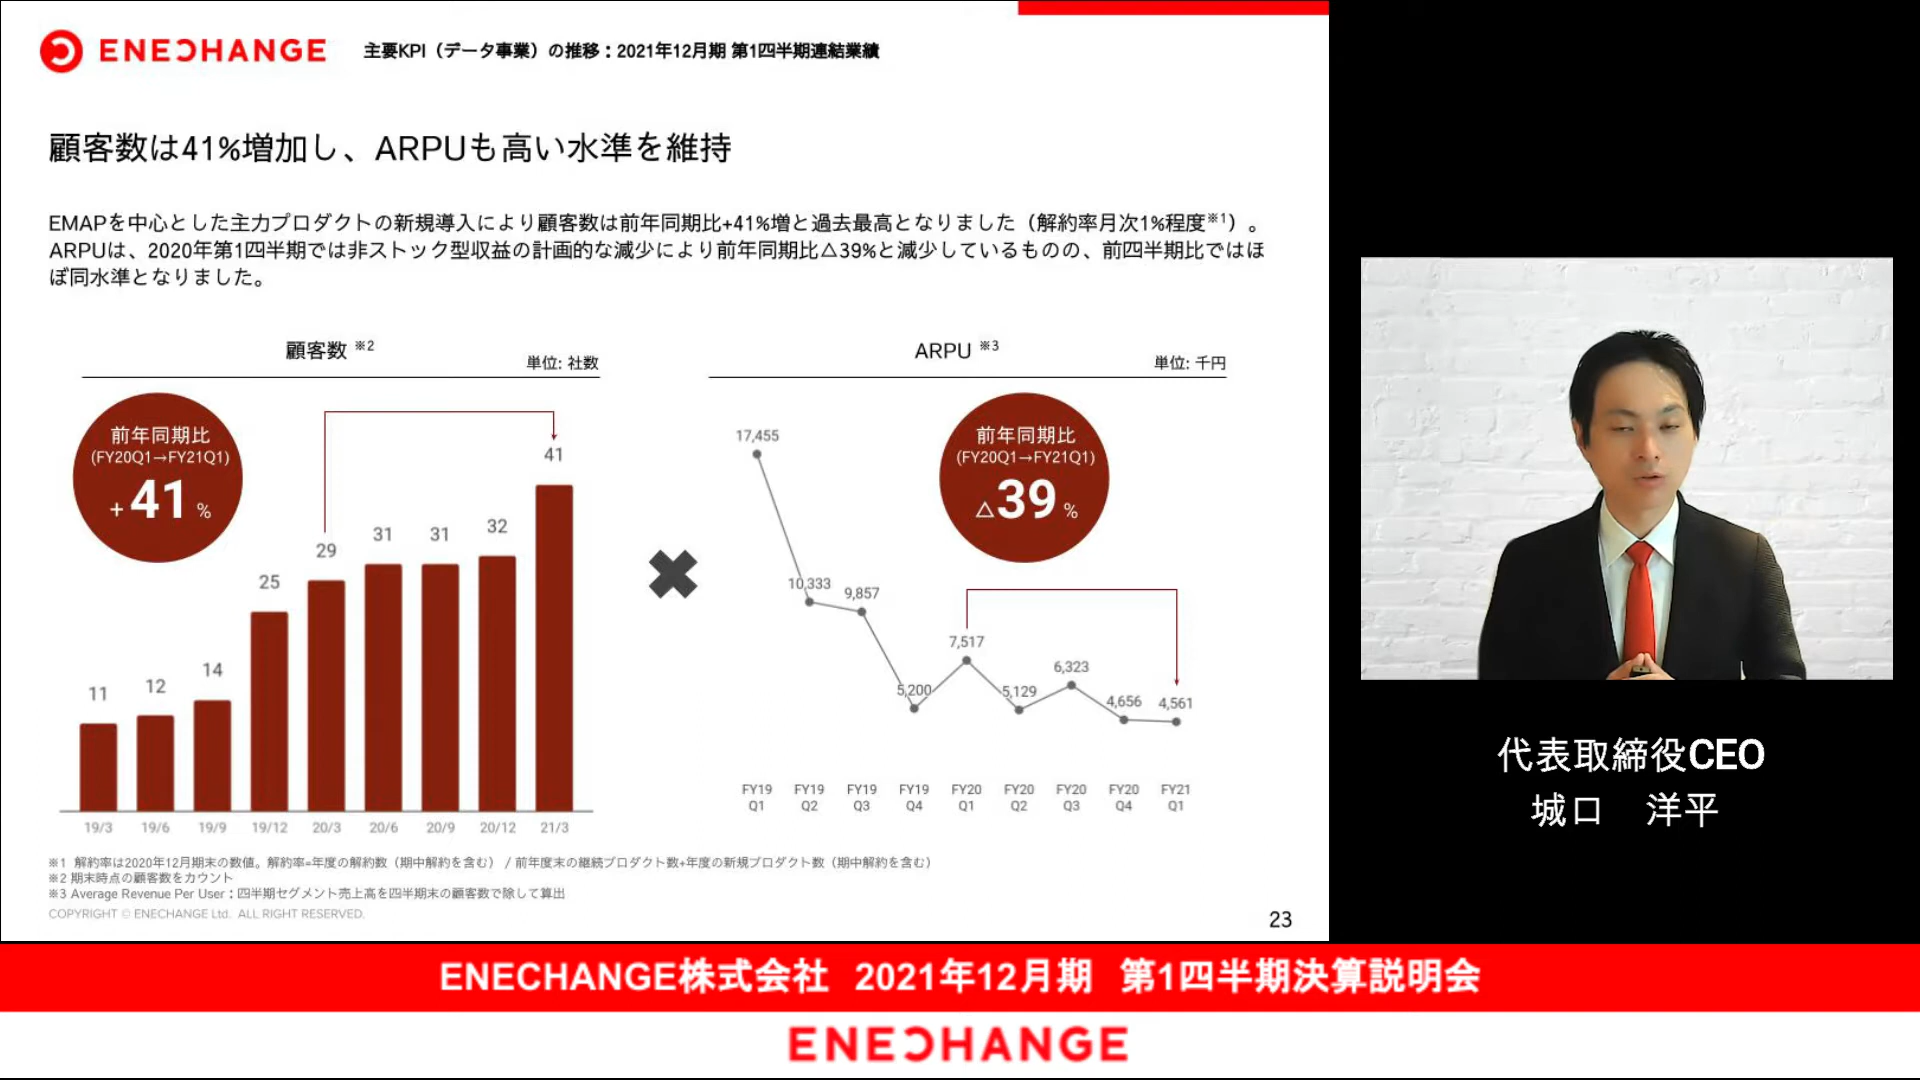 ENECHANGE 主要KPI（データ事業）の推移：2021年12月期 第1四半期連結業績
顧客数は41%増加し、ARPUも高い水準を維持
EMAPを中心とした主力プロダクトの新規導入により顧客数は前年同期比+41%増と過去最高となりました（解約率月次1%程度※1）。
ARPUは、2020年第1四半期では非ストック型収益の計画的な減少により前年同期比△39%と減少しているものの、前四半期比ではほ
ぼ同水準となりました。
顧客数 ※2
単位: 社数
前年同期比
(FY20Q1→FY21Q1)
+41%
11 12 14 25 29 31 31 32 41
19/3 19/6 19/9 19/12 20/3 20/6 20/9 20/12 21/3
ARPU ※3
単位: 千円
前年同期比
(FY20Q1→FY21Q1)
△39%
17,455 10,333 9,857 5,200 7,517 5,129 6,323 4,656 4,561
FY19 FY19 FY19 FY19 FY20 FY20 FY20 FY20 FY21
Q1 Q2 Q3 Q4 Q1 Q2 Q3 Q4 Q1
※1 解約率は2020年12月期末の数値。解約率=年度の解約数（期中解約を含む） / 前年度末の継続プロダクト数+年度の新規プロダクト数（期中解約を含む）
※2 期末時点の顧客数をカウント
※3 Average Revenue Per User：四半期セグメント売上高を四半期末の顧客数で除して算出
COPYRIGHT © ENECHANGE Ltd. ALL RIGHT RESERVED.
23
代表取締役CEO
城口 洋平
ENECHANGE株式会社 2021年12月期 第1四半期決算説明会
ENECHANGE